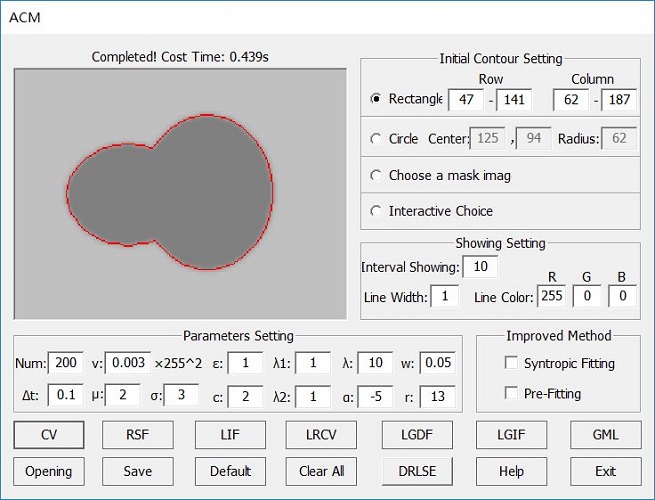 ACM
Completed! Cost Time: 0.439s
Initial Contour Setting
Row Column
Rectangle 47 - 141 62 - 187
Circle Center: 125 , 94 Radius: 62
Choose a mask imag
Interactive Choice
Showing Setting
Interval Showing: 10
R G B
Line Width: 1 Line Color: 255 0 0
Parameters Setting
Num: 200 v: 0.003 ×255^2 ε: 1 λ1: 1 λ: 10 w: 0.05
Δt: 0.1 μ: 2 σ: 3 c: 2 λ2: 1 α: -5 r: 13
Improved Method
Syntropic Fitting
Pre-Fitting
CV RSF LIF LRCV LGDF LGIF GML
Opening Save Default Clear All DRLSE Help Exit